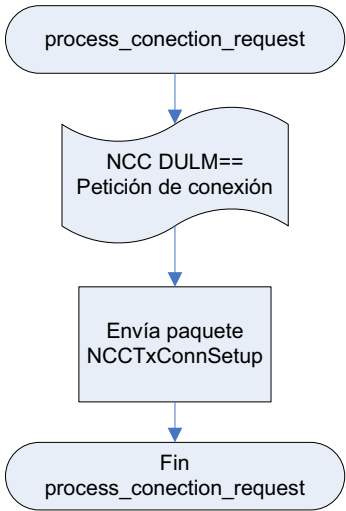 process_conection_request
NCC DULM==
Petición de conexión
Envía paquete
NCCTxConnSetup
Fin
process_conection_request